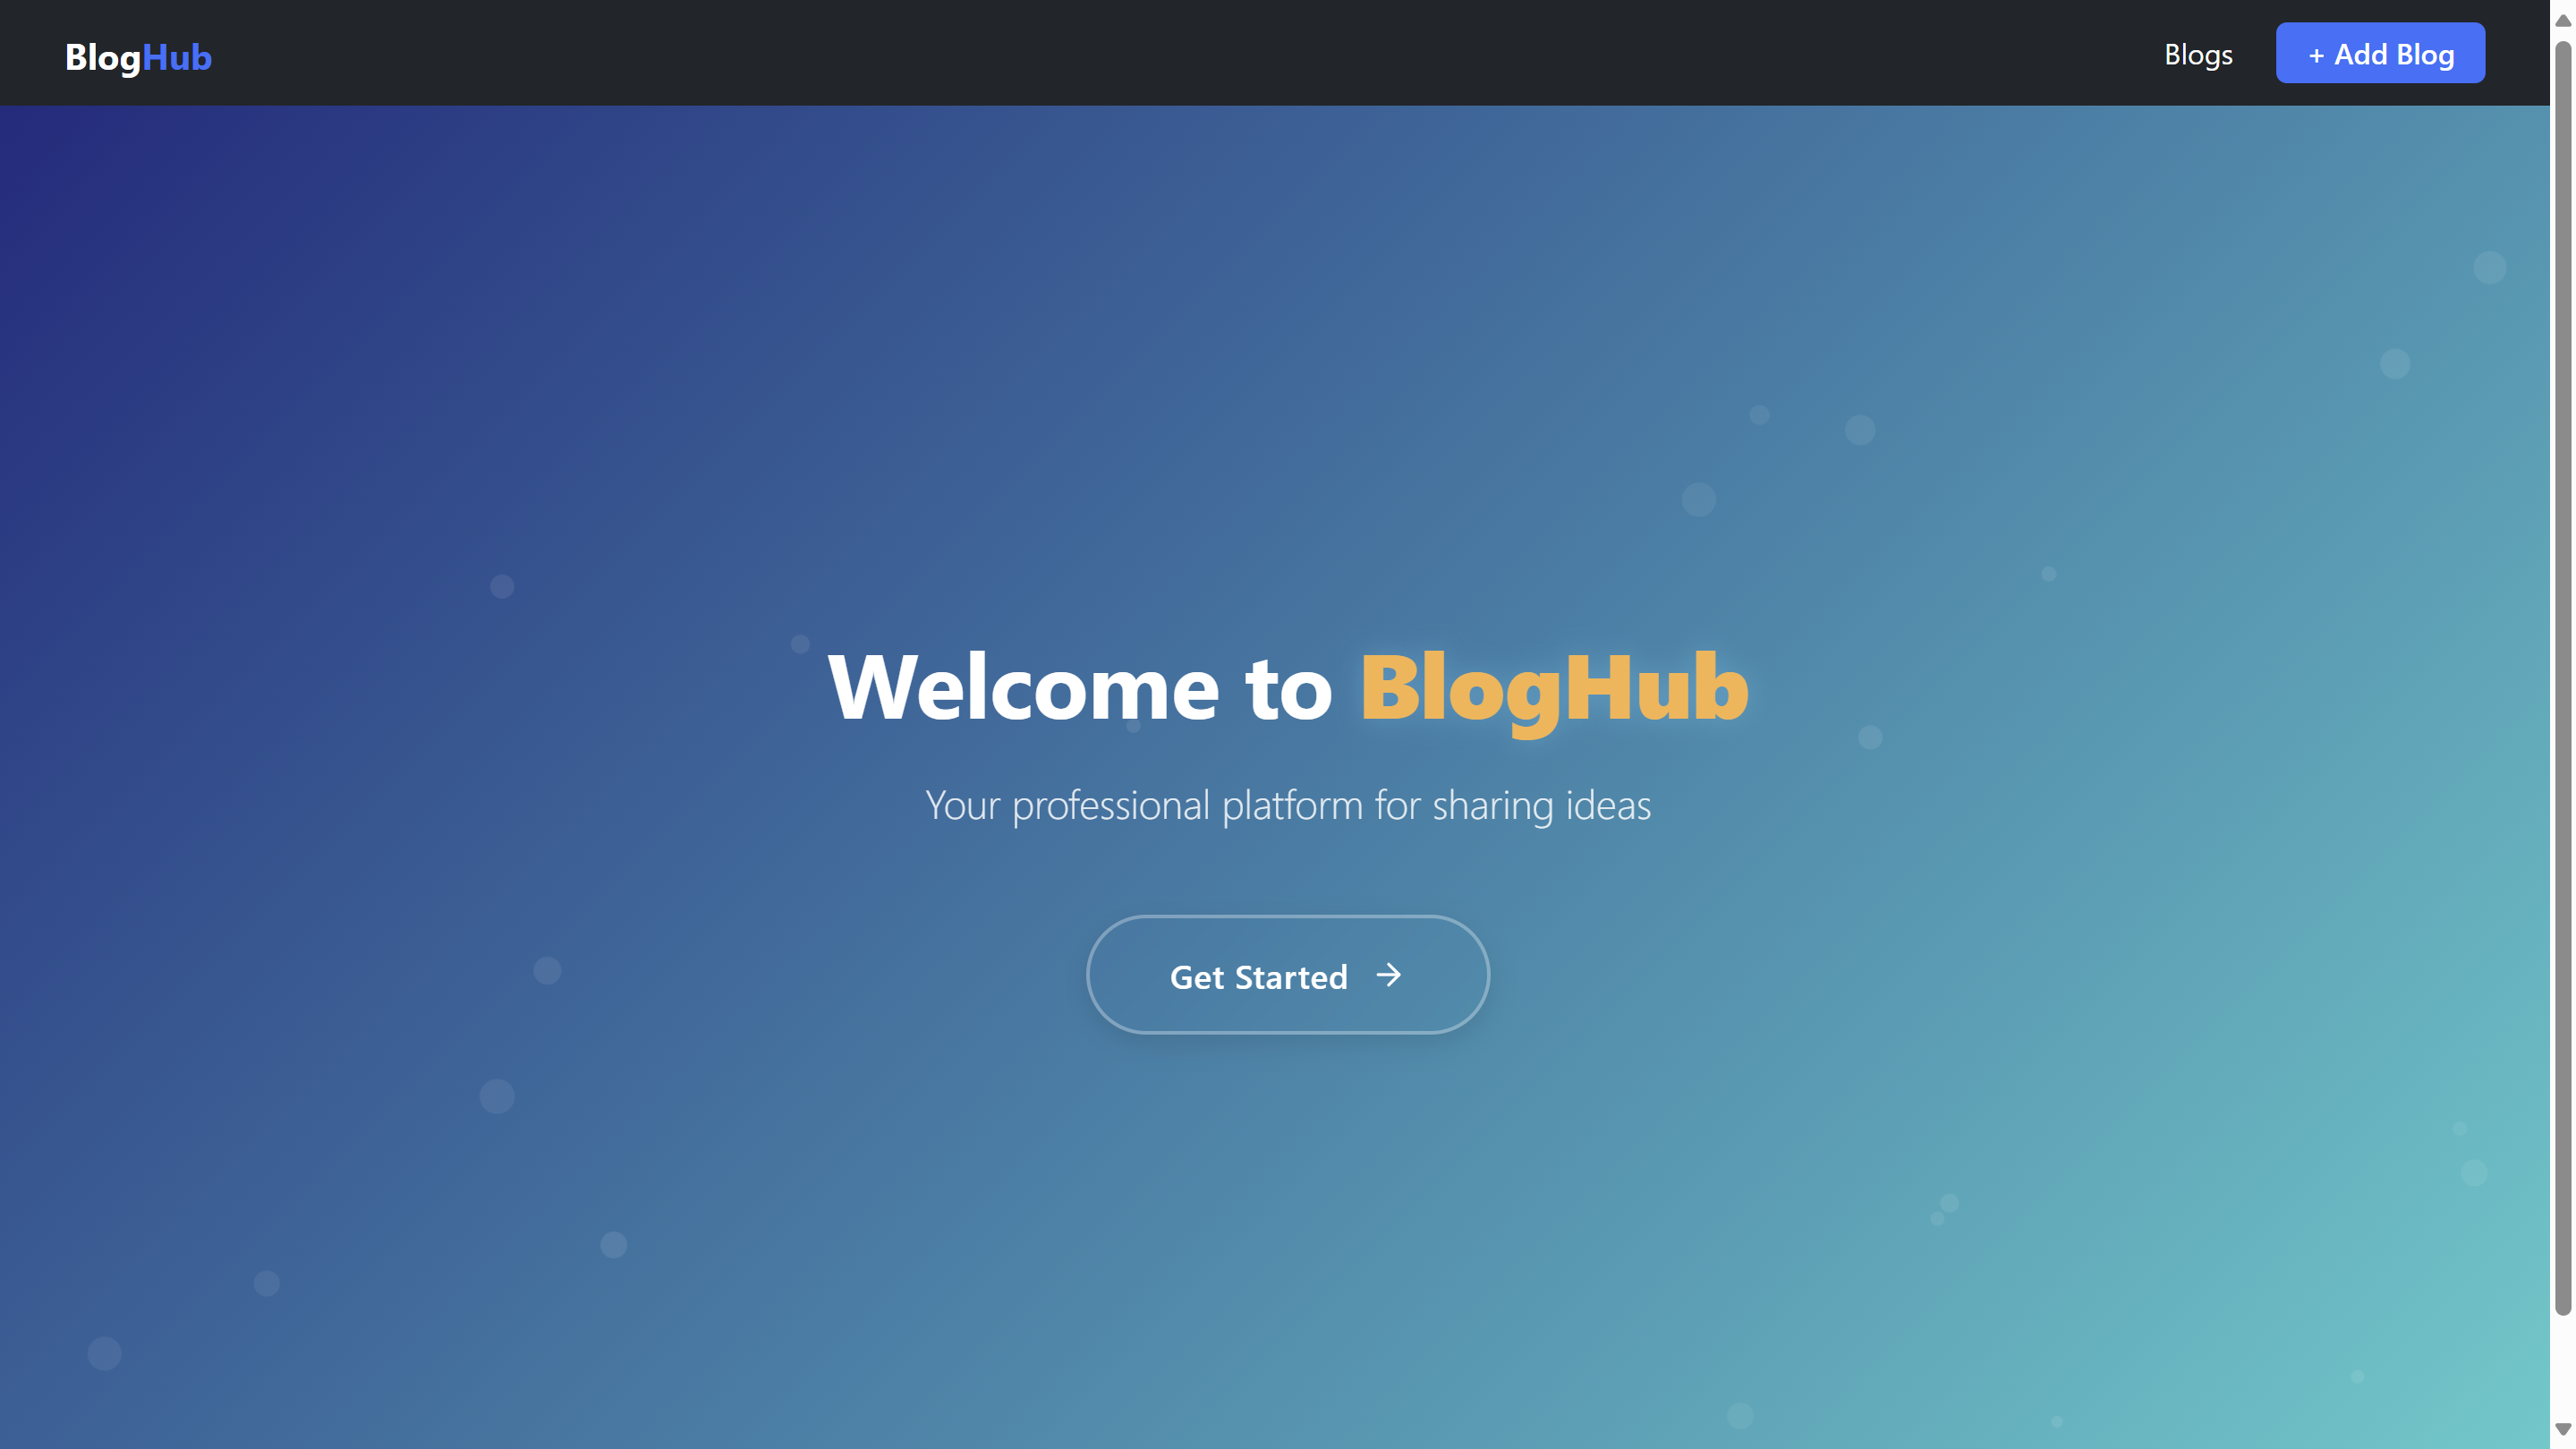 BlogHub
Blogs
+ Add Blog
Welcome to BlogHub
Your professional platform for sharing ideas
Get Started →